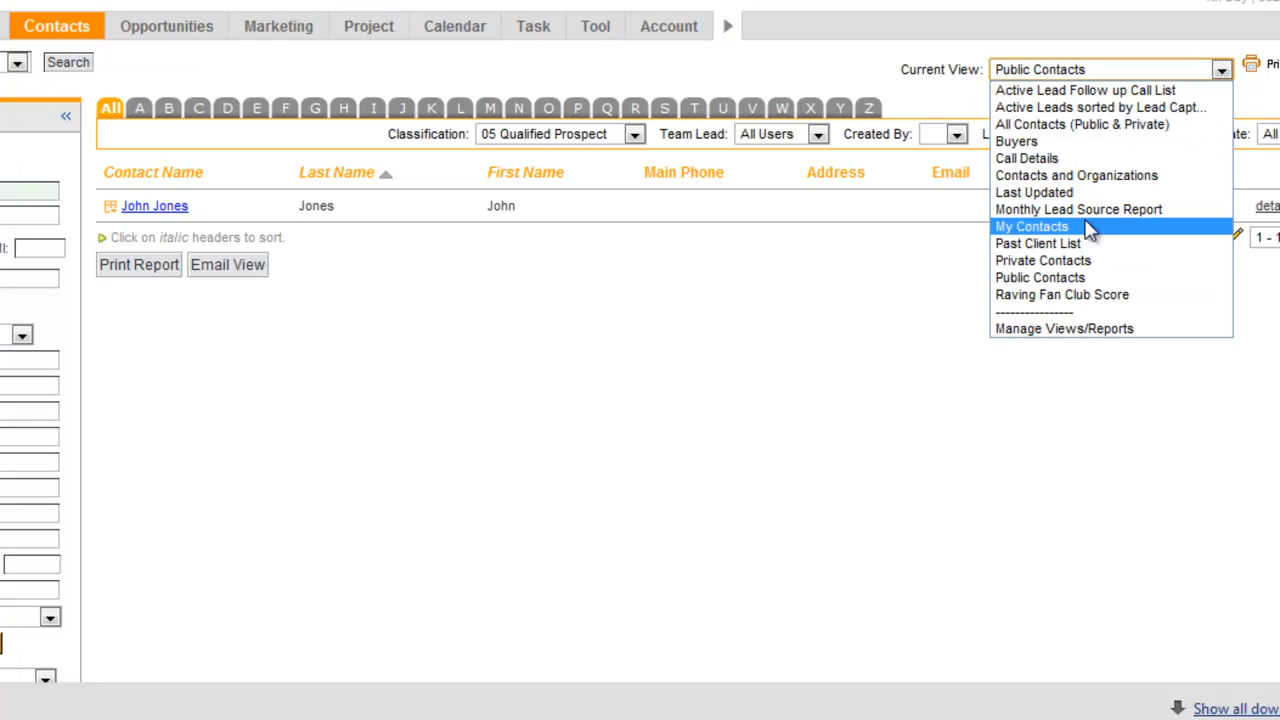 Contacts Opportunities Marketing Project Calendar Task Tool Account
Search
Current View: Public Contacts
Active Lead Follow up Call List
Active Leads sorted by Lead Capt...
All Contacts (Public & Private)
Buyers
Call Details
Contacts and Organizations
Last Updated
Monthly Lead Source Report
My Contacts
Past Client List
Private Contacts
Public Contacts
Raving Fan Club Score
----------------
Manage Views/Reports
«
All A B C D E F G H I J K L M N O P Q R S T U V W X Y Z
Classification: 05 Qualified Prospect Team Lead: All Users Created By:
All
Contact Name Last Name First Name Main Phone Address Email
John Jones Jones John
Click on italic headers to sort.
1 - 1
Print Report Email View
Show all dow